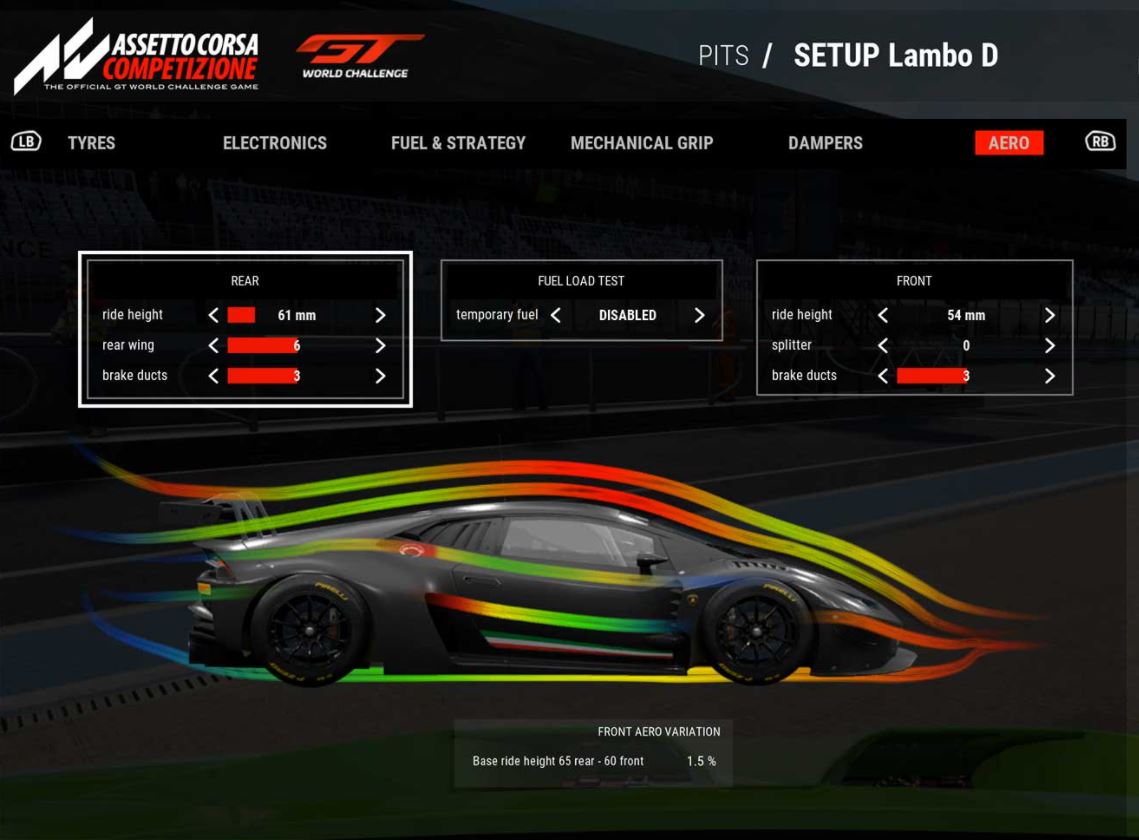 ASSETTO CORSA
COMPETIZIONE
THE OFFICIAL GT WORLD CHALLENGE GAME
GT
WORLD CHALLENGE
PITS / SETUP Lambo D
LB TYRES ELECTRONICS FUEL & STRATEGY MECHANICAL GRIP DAMPERS AERO RB
REAR
ride height < 61 mm >
rear wing < 6 >
brake ducts < 3 >
FUEL LOAD TEST
temporary fuel < DISABLED >
FRONT
ride height < 54 mm >
splitter < 0 >
brake ducts < 3 >
PIRELLI
PIRELLI
FRONT AERO VARIATION
Base ride height 65 rear - 60 front 1.5 %